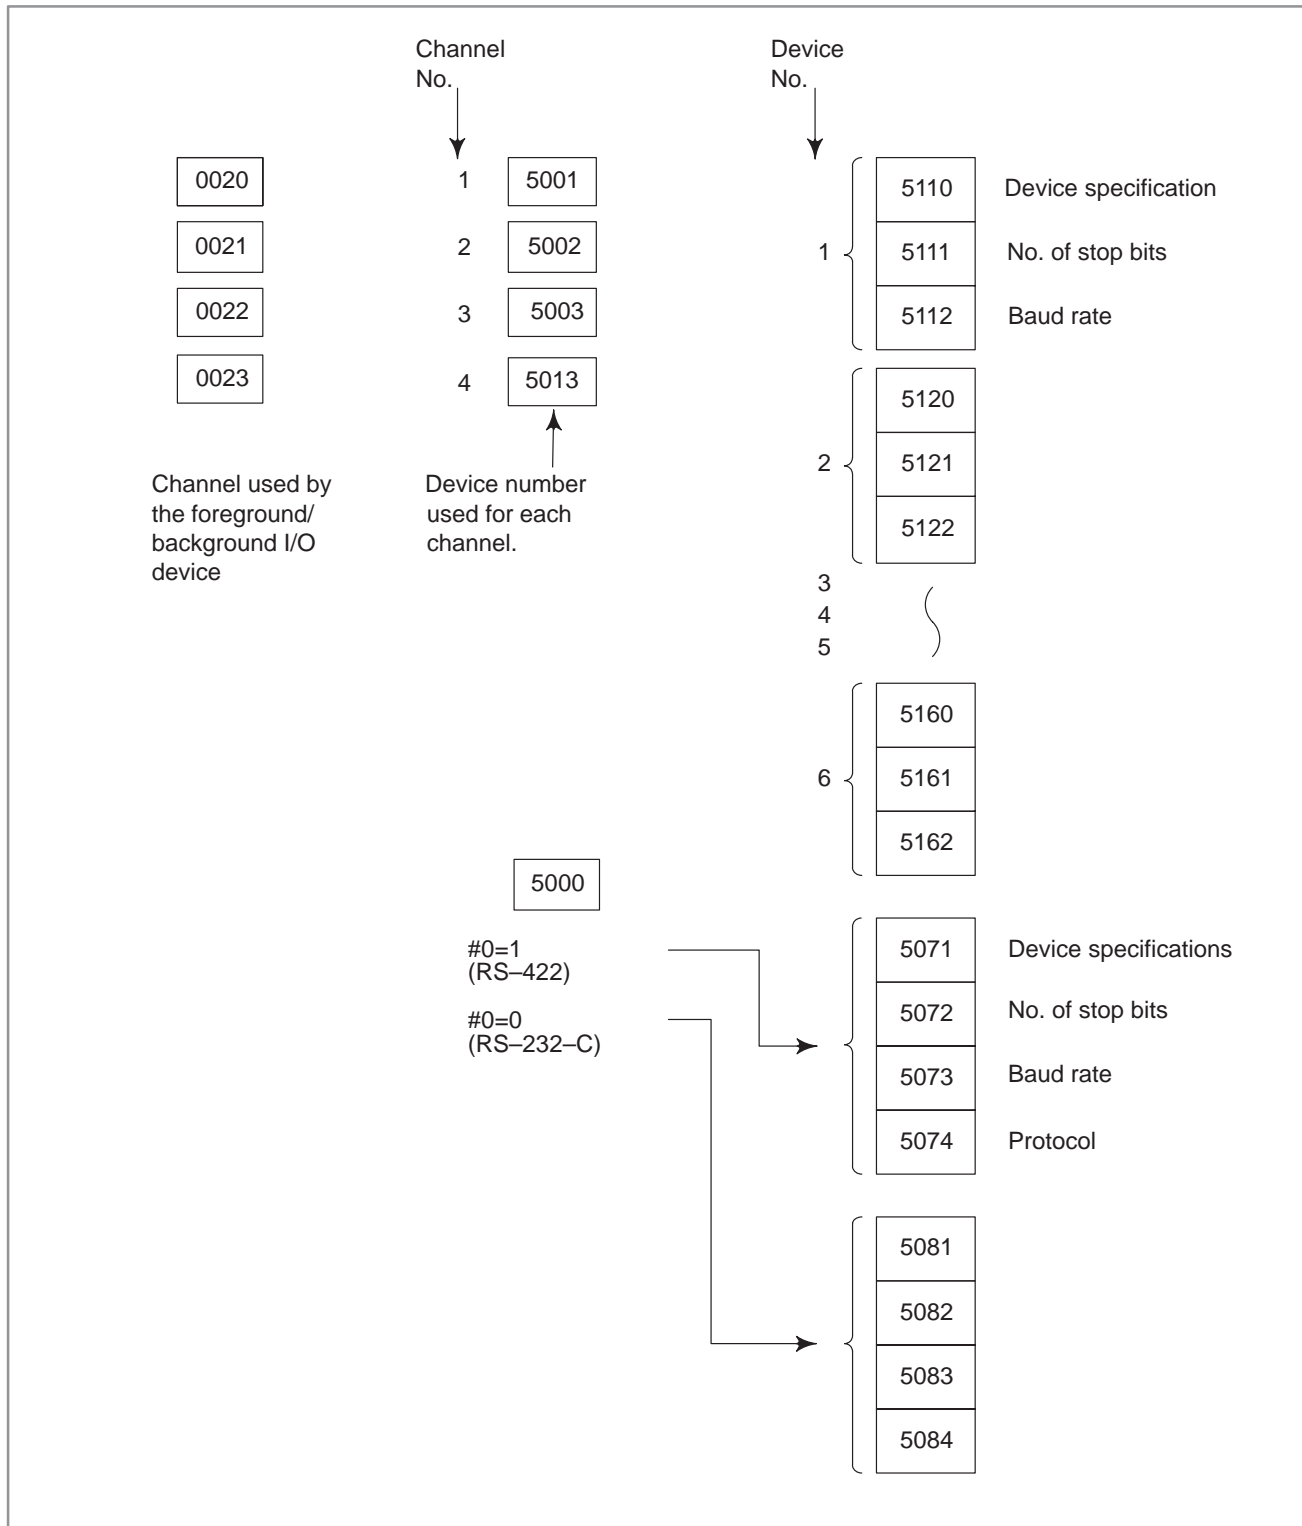 Channel
No.
Device
No.
0020
1
5001
0021
2
5002
0022
3
5003
0023
4
5013
Channel used by
the foreground/
background I/O
device
Device number
used for each
channel.
1
5110
Device specification
5111
No. of stop bits
5112
Baud rate
2
5120
5121
5122
3
4
5
6
5160
5161
5162
5000
#0=1
(RS–422)
#0=0
(RS–232–C)
5071
Device specifications
5072
No. of stop bits
5073
Baud rate
5074
Protocol
5081
5082
5083
5084